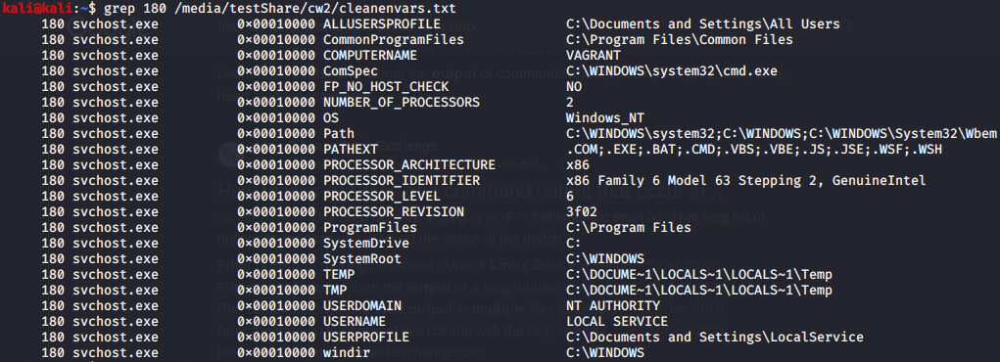 kali@kali:~$ grep 180 /media/testShare/cw2/cleanenvars.txt
180 svchost.exe 0×00010000 ALLUSERSPROFILE C:\Documents and Settings\All Users
180 svchost.exe 0×00010000 CommonProgramFiles C:\Program Files\Common Files
180 svchost.exe 0×00010000 COMPUTERNAME VAGRANT
180 svchost.exe 0×00010000 ComSpec C:\WINDOWS\system32\cmd.exe
180 svchost.exe 0×00010000 FP_NO_HOST_CHECK NO
180 svchost.exe 0×00010000 NUMBER_OF_PROCESSORS 2
180 svchost.exe 0×00010000 OS Windows_NT
180 svchost.exe 0×00010000 Path C:\WINDOWS\system32;C:\WINDOWS;C:\WINDOWS\System32\Wbem
180 svchost.exe 0×00010000 PATHEXT .COM;.EXE;.BAT;.CMD;.VBS;.VBE;.JS;.JSE;.WSF;.WSH
180 svchost.exe 0×00010000 PROCESSOR_ARCHITECTURE x86
180 svchost.exe 0×00010000 PROCESSOR_IDENTIFIER x86 Family 6 Model 63 Stepping 2, GenuineIntel
180 svchost.exe 0×00010000 PROCESSOR_LEVEL 6
180 svchost.exe 0×00010000 PROCESSOR_REVISION 3f02
180 svchost.exe 0×00010000 ProgramFiles C:\Program Files
180 svchost.exe 0×00010000 SystemDrive C:
180 svchost.exe 0×00010000 SystemRoot C:\WINDOWS
180 svchost.exe 0×00010000 TEMP C:\DOCUME~1\LOCALS~1\LOCALS~1\Temp
180 svchost.exe 0×00010000 TMP C:\DOCUME~1\LOCALS~1\LOCALS~1\Temp
180 svchost.exe 0×00010000 USERDOMAIN NT AUTHORITY
180 svchost.exe 0×00010000 USERNAME LOCAL SERVICE
180 svchost.exe 0×00010000 USERPROFILE C:\Documents and Settings\LocalService
180 svchost.exe 0×00010000 windir C:\WINDOWS